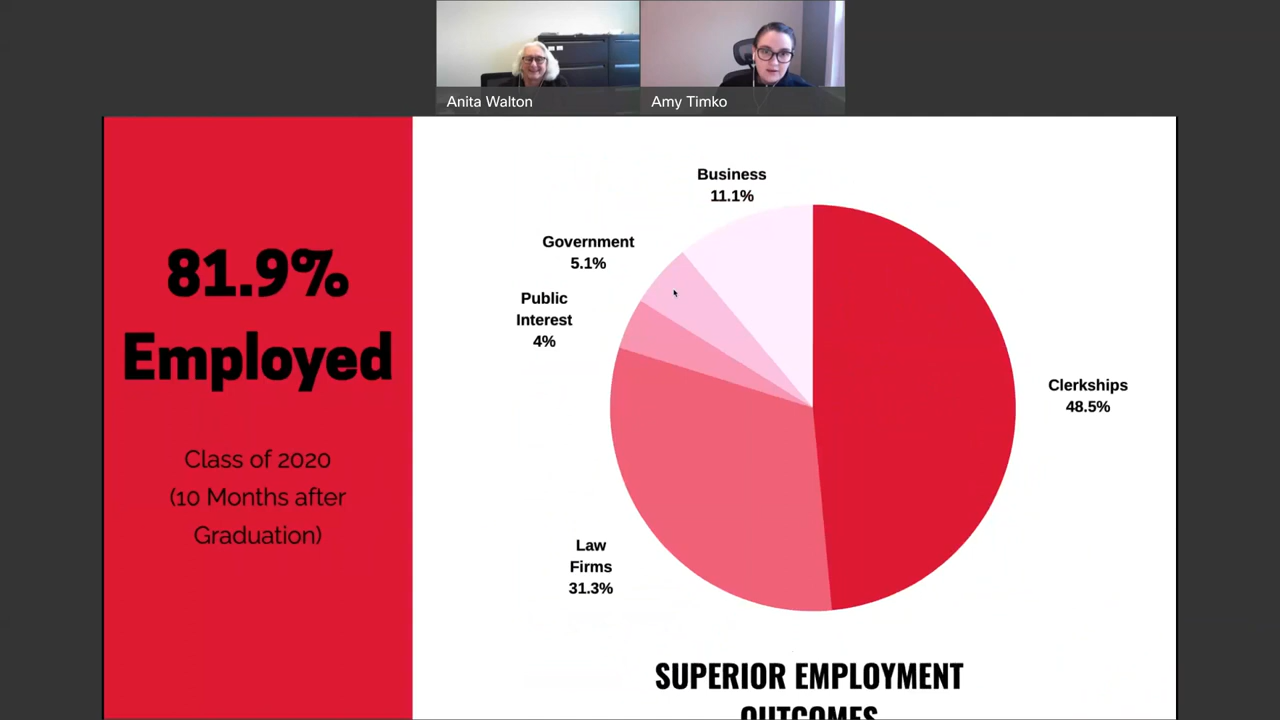 Anita Walton
Amy Timko
81.9%
Employed
Class of 2020
(10 Months after
Graduation)
Business
11.1%
Government
5.1%
Public
Interest
4%
Clerkships
48.5%
Law
Firms
31.3%
SUPERIOR EMPLOYMENT
OUTCOMES